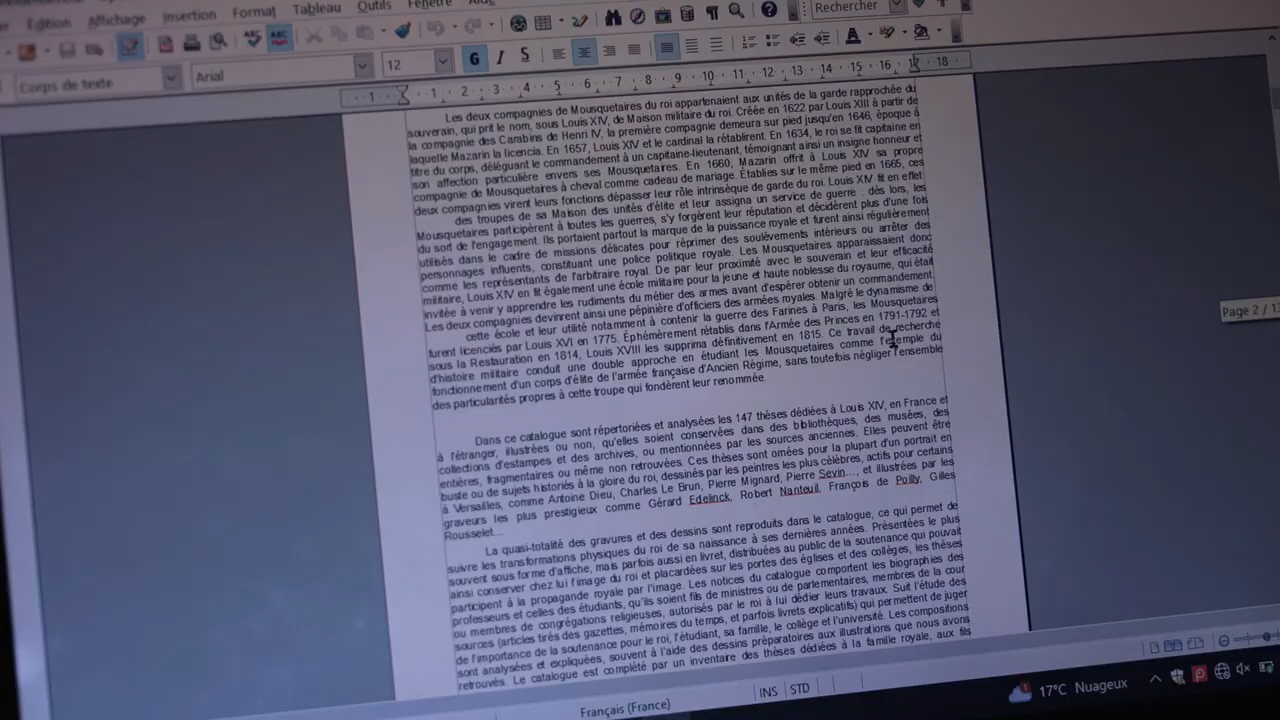 Édition Affichage Insertion Format Tableau Outils Fenêtre Aide
Rechercher
Corps de texte Arial 12 G I S
1 1 2 3 4 5 6 7 8 9 10 11 12 13 14 15 16 17 18
Les deux compagnies de Mousquetaires du roi appartenaient aux unités de la garde rapprochée du
souverain, qui prit le nom, sous Louis XIV, de Maison militaire du roi. Créée en 1622 par Louis XIII à partir de
la compagnie des Carabins de Henri IV, la première compagnie demeura sur pied jusqu'en 1646, époque à
laquelle Mazarin la licencia. En 1657, Louis XIV et le cardinal la rétablirent. En 1634, le roi se fit capitaine en
titre du corps, déléguant le commandement à un capitaine-lieutenant, témoignant ainsi un insigne honneur et
son affection particulière envers ses Mousquetaires. En 1660, Mazarin offrit à Louis XIV sa propre
compagnie de Mousquetaires à cheval comme cadeau de mariage. Établies sur le même pied en 1665, ces
deux compagnies virent leurs fonctions dépasser leur rôle intrinsèque de garde du roi. Louis XIV fit en effet
des troupes de sa Maison des unités d'élite et leur assigna un service de guerre : dès lors, les
Mousquetaires participèrent à toutes les guerres, s'y forgèrent leur réputation et décidèrent plus d'une fois
du sort de l'engagement. Ils portaient partout la marque de la puissance royale et furent ainsi régulièrement
utilisés dans le cadre de missions délicates pour réprimer des soulèvements intérieurs ou arrêter des
personnages influents, constituant une police politique royale. Les Mousquetaires apparaissaient donc
comme les représentants de l'arbitraire royal. De par leur proximité avec le souverain et leur efficacité
militaire, Louis XIV en fit également une école militaire pour la jeune et haute noblesse du royaume, qui était
invitée à venir y apprendre les rudiments du métier des armes avant d'espérer obtenir un commandement.
Les deux compagnies devinrent ainsi une pépinière d'officiers des armées royales. Malgré le dynamisme de
cette école et leur utilité notamment à contenir la guerre des Farines à Paris, les Mousquetaires
furent licenciés par Louis XVI en 1775. Éphémèrement rétablis dans l'Armée des Princes en 1791-1792 et
sous la Restauration en 1814, Louis XVIII les supprima définitivement en 1815. Ce travail de recherche
d'histoire militaire conduit une double approche en étudiant les Mousquetaires comme l'exemple du
fonctionnement d'un corps d'élite de l'armée française d'Ancien Régime, sans toutefois négliger l'ensemble
des particularités propres à cette troupe qui fondèrent leur renommée.
Dans ce catalogue sont répertoriées et analysées les 147 thèses dédiées à Louis XIV, en France et
à l'étranger, illustrées ou non, qu'elles soient conservées dans des bibliothèques, des musées, des
collections d'estampes et des archives, ou mentionnées par les sources anciennes. Elles peuvent être
entières, fragmentaires ou même non retrouvées. Ces thèses sont ornées pour la plupart d'un portrait en
buste ou de sujets historiés à la gloire du roi, dessinés par les peintres les plus célèbres, actifs pour certains
à Versailles, comme Antoine Dieu, Charles Le Brun, Pierre Mignard, Pierre Sevin..., et illustrées par les
graveurs les plus prestigieux comme Gérard Edelinck, Robert Nanteuil, François de Poilly, Gilles
Rousselet...
La quasi-totalité des gravures et des dessins sont reproduits dans le catalogue, ce qui permet de
suivre les transformations physiques du roi de sa naissance à ses dernières années. Présentées le plus
souvent sous forme d'affiche, mais parfois aussi en livret, distribuées au public de la soutenance qui pouvait
ainsi conserver chez lui l'image du roi et placardées sur les portes des églises et des collèges, les thèses
participent à la propagande royale par l'image. Les notices du catalogue comportent les biographies des
professeurs et celles des étudiants, qu'ils soient fils de ministres ou de parlementaires, membres de la cour
ou membres de congrégations religieuses, autorisés par le roi à lui dédier leurs travaux. Suit l'étude des
sources (articles tirés des gazettes, mémoires du temps, et parfois livrets explicatifs) qui permettent de juger
de l'importance de la soutenance pour le roi, l'étudiant, sa famille, le collège et l'université. Les compositions
sont analysées et expliquées, souvent à l'aide des dessins préparatoires aux illustrations que nous avons
retrouvés. Le catalogue est complété par un inventaire des thèses dédiées à la famille royale, aux fils
Page 2 / 13
Français (France) INS STD
17°C Nuageux